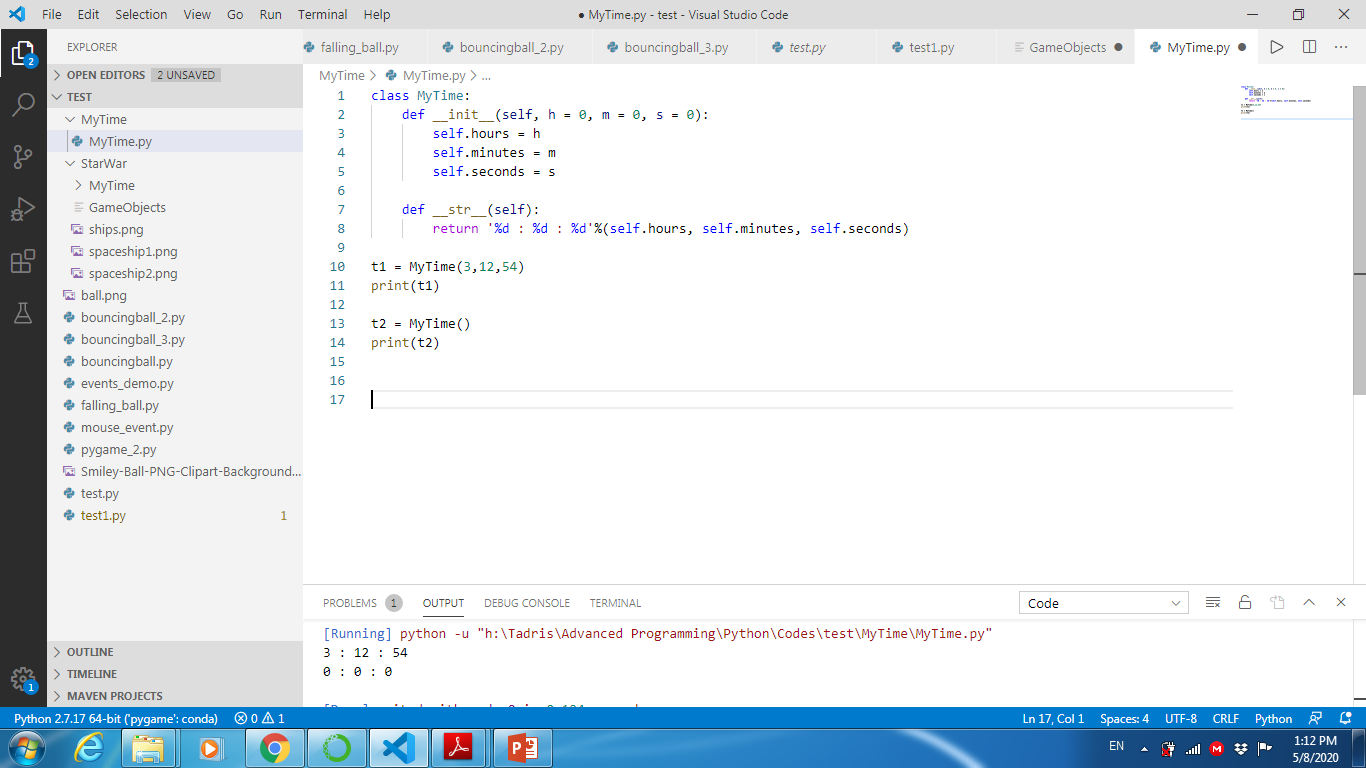 File Edit Selection View Go Run Terminal Help ● MyTime.py - test - Visual Studio Code
EXPLORER
OPEN EDITORS 2 UNSAVED
TEST
MyTime
MyTime.py
StarWar
MyTime
GameObjects
ships.png
spaceship1.png
spaceship2.png
ball.png
bouncingball_2.py
bouncingball_3.py
bouncingball.py
events_demo.py
falling_ball.py
mouse_event.py
pygame_2.py
Smiley-Ball-PNG-Clipart-Background...
test.py
test1.py 1
OUTLINE
TIMELINE
MAVEN PROJECTS
2
1
falling_ball.py bouncingball_2.py bouncingball_3.py test.py test1.py GameObjects ● MyTime.py ●
MyTime > MyTime.py > ...
1 class MyTime:
2     def __init__(self, h = 0, m = 0, s = 0):
3         self.hours = h
4         self.minutes = m
5         self.seconds = s
6
7     def __str__(self):
8         return '%d : %d : %d'%(self.hours, self.minutes, self.seconds)
9
10 t1 = MyTime(3,12,54)
11 print(t1)
12
13 t2 = MyTime()
14 print(t2)
15
16
17
PROBLEMS 1 OUTPUT DEBUG CONSOLE TERMINAL Code
[Running] python -u "h:\Tadris\Advanced Programming\Python\Codes\test\MyTime\MyTime.py"
3 : 12 : 54
0 : 0 : 0
Python 2.7.17 64-bit ('pygame': conda) 0 1 Ln 17, Col 1 Spaces: 4 UTF-8 CRLF Python
EN 1:12 PM
5/8/2020